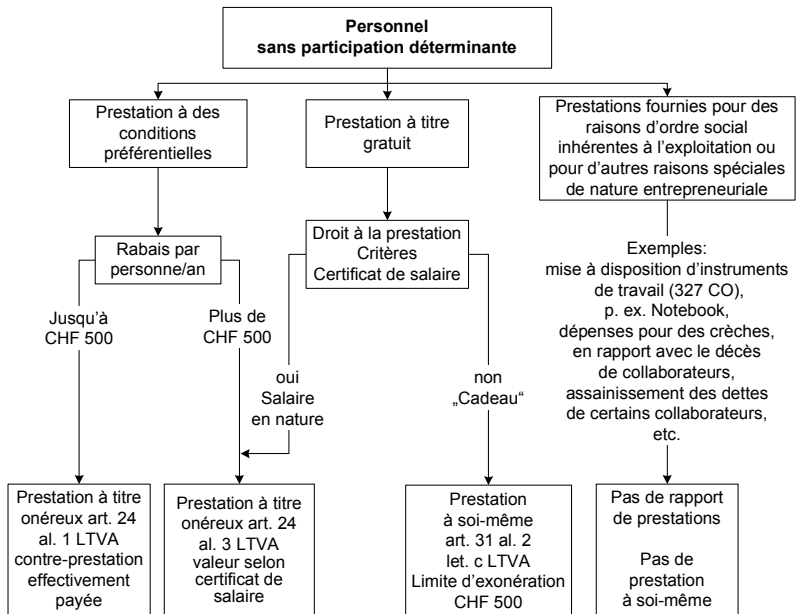 Personnel
sans participation déterminante
Prestation à des
conditions
préférentielles
Prestation à titre
gratuit
Prestations fournies pour des
raisons d'ordre social
inhérentes à l'exploitation ou
pour d'autres raisons spéciales
de nature entrepreneuriale
Rabais par
personne/an
Droit à la prestation
Critères
Certificat de salaire
Exemples:
mise à disposition d'instruments
de travail (327 CO),
p. ex. Notebook,
dépenses pour des crèches,
en rapport avec le décès
de collaborateurs,
assainissement des dettes
de certains collaborateurs,
etc.
Jusqu'à
CHF 500
Plus de
CHF 500
oui
Salaire
en nature
non
„Cadeau“
Prestation à titre
onéreux art. 24
al. 1 LTVA
contre-prestation
effectivement
payée
Prestation à titre
onéreux art. 24
al. 3 LTVA
valeur selon
certificat de
salaire
Prestation
à soi-même
art. 31 al. 2
let. c LTVA
Limite d'exonération
CHF 500
Pas de rapport
de prestations
Pas de
prestation
à soi-même